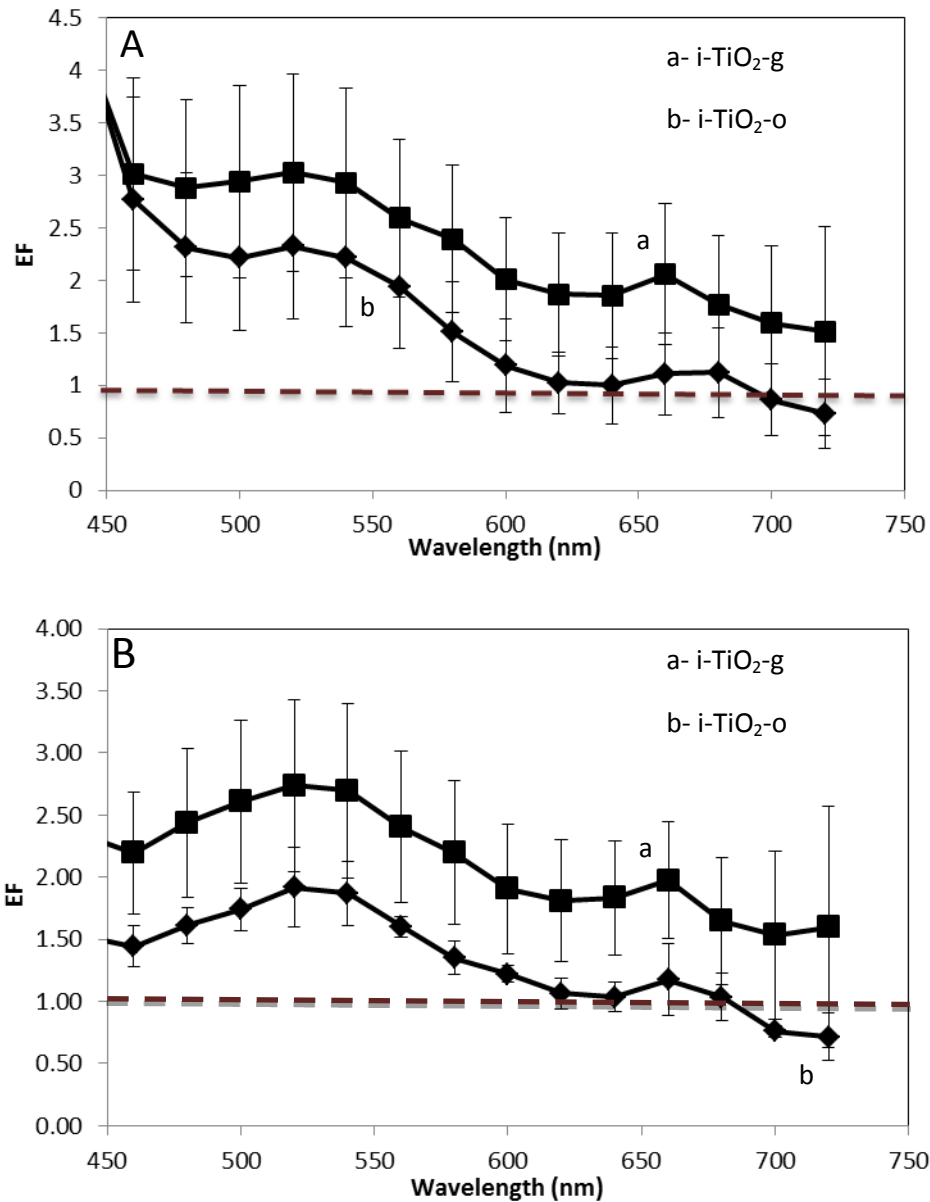 A
a- i-TiO₂-g
b- i-TiO₂-o
4.5
4
3.5
3
2.5
2
1.5
1
0.5
0
EF
a
b
450 500 550 600 650 700 750
Wavelength (nm)
B
a- i-TiO₂-g
b- i-TiO₂-o
4.00
3.50
3.00
2.50
2.00
1.50
1.00
0.50
0.00
EF
a
b
450 500 550 600 650 700 750
Wavelength (nm)